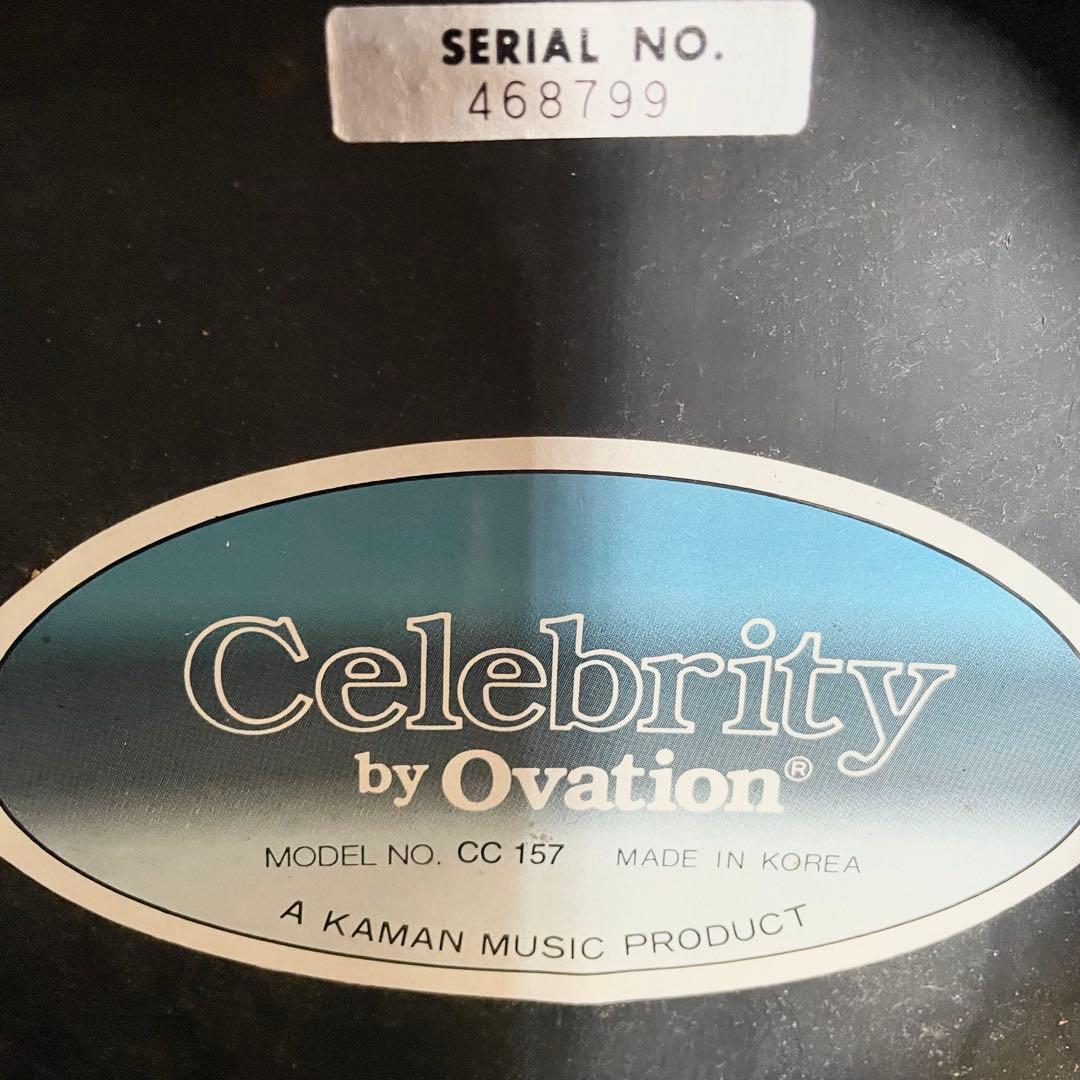 SERIAL NO.
468799
Celebrity
by Ovation®
MODEL NO. CC 157 MADE IN KOREA
A KAMAN MUSIC PRODUCT